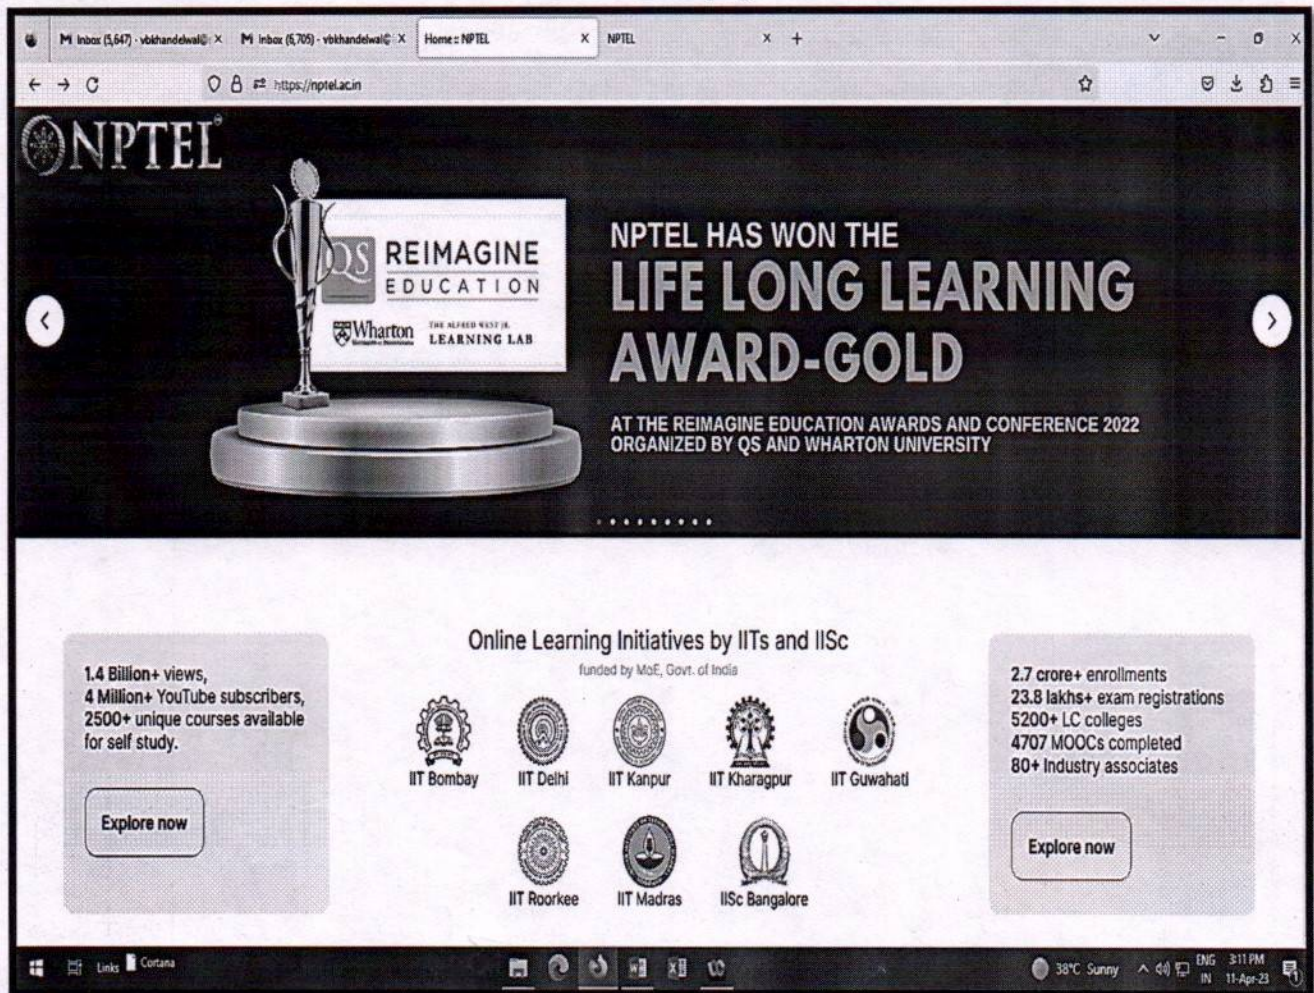 M Inbox (5,647) - vbkhandelwal@ X
M Inbox (6,705) - vbkhandelwal@ X
Home :: NPTEL X
NPTEL X +
https://nptel.ac.in
NPTEL
QS REIMAGINE
EDUCATION
Wharton
THE ALFRED WEST JR.
LEARNING LAB
NPTEL HAS WON THE
LIFE LONG LEARNING
AWARD-GOLD
AT THE REIMAGINE EDUCATION AWARDS AND CONFERENCE 2022
ORGANIZED BY QS AND WHARTON UNIVERSITY
1.4 Billion+ views,
4 Million+ YouTube subscribers,
2500+ unique courses available
for self study.
Explore now
Online Learning Initiatives by IITs and IISc
funded by MoE, Govt. of India
IIT Bombay
IIT Delhi
IIT Kanpur
IIT Kharagpur
IIT Guwahati
IIT Roorkee
IIT Madras
IISc Bangalore
2.7 crore+ enrollments
23.8 lakhs+ exam registrations
5200+ LC colleges
4707 MOOCs completed
80+ Industry associates
Explore now
Links
Cortana
38°C Sunny
ENG
IN
3:11 PM
11-Apr-23
1